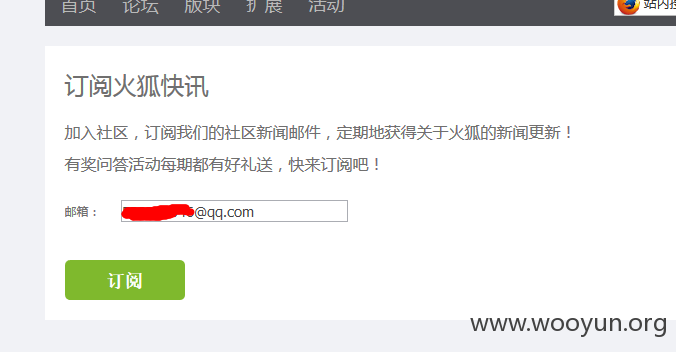 首页 论坛 版块 扩展 活动
站内搜
订阅火狐快讯
加入社区，订阅我们的社区新闻邮件，定期地获得关于火狐的新闻更新！
有奖问答活动每期都有好礼送，快来订阅吧！
邮箱： @qq.com
订阅
www.wooyun.org